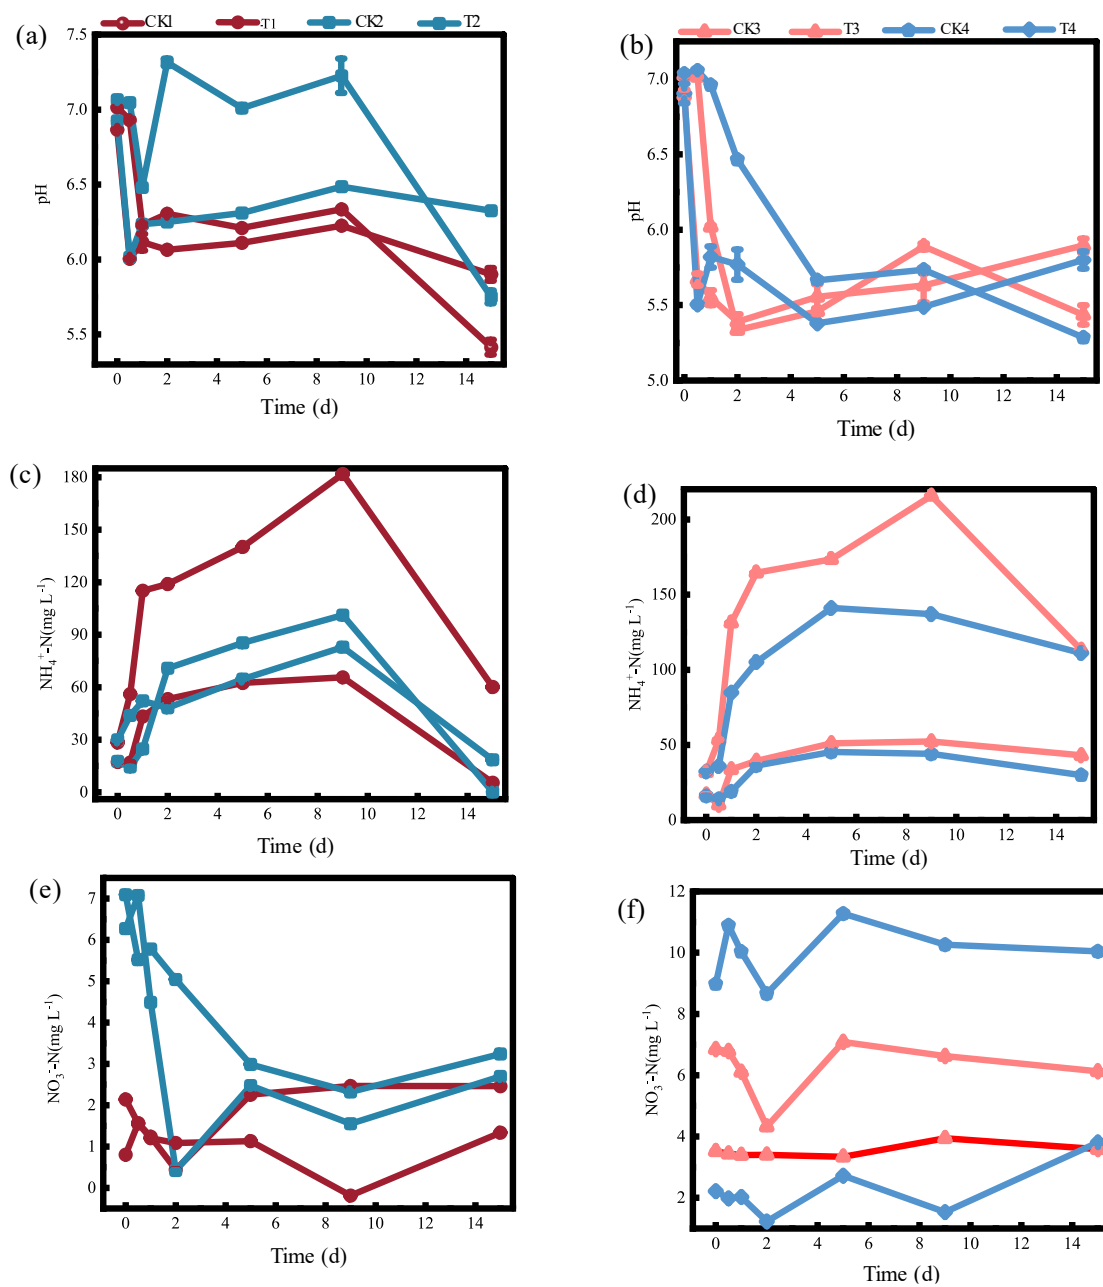 CK1 -T1 CK2 T2
(a)
7.5
7.0
6.5
6.0
5.5
pH
0 2 4 6 8 10 12 14
Time (d)
CK3 T3 CK4 T4
(b)
7.0
6.5
6.0
5.5
5.0
pH
0 2 4 6 8 10 12 14
Time (d)
(c)
180
150
120
90
60
30
0
NH₄⁺-N(mg L⁻¹)
0 2 4 6 8 10 12 14
Time (d)
(d)
200
150
100
50
0
NH₄⁺-N(mg L⁻¹)
0 2 4 6 8 10 12 14
Time (d)
(e)
7
6
5
4
3
2
1
0
NO₃⁻-N(mg L⁻¹)
0 2 4 6 8 10 12 14
Time (d)
(f)
12
10
8
6
4
2
NO₃⁻-N(mg L⁻¹)
0 2 4 6 8 10 12 14
Time (d)